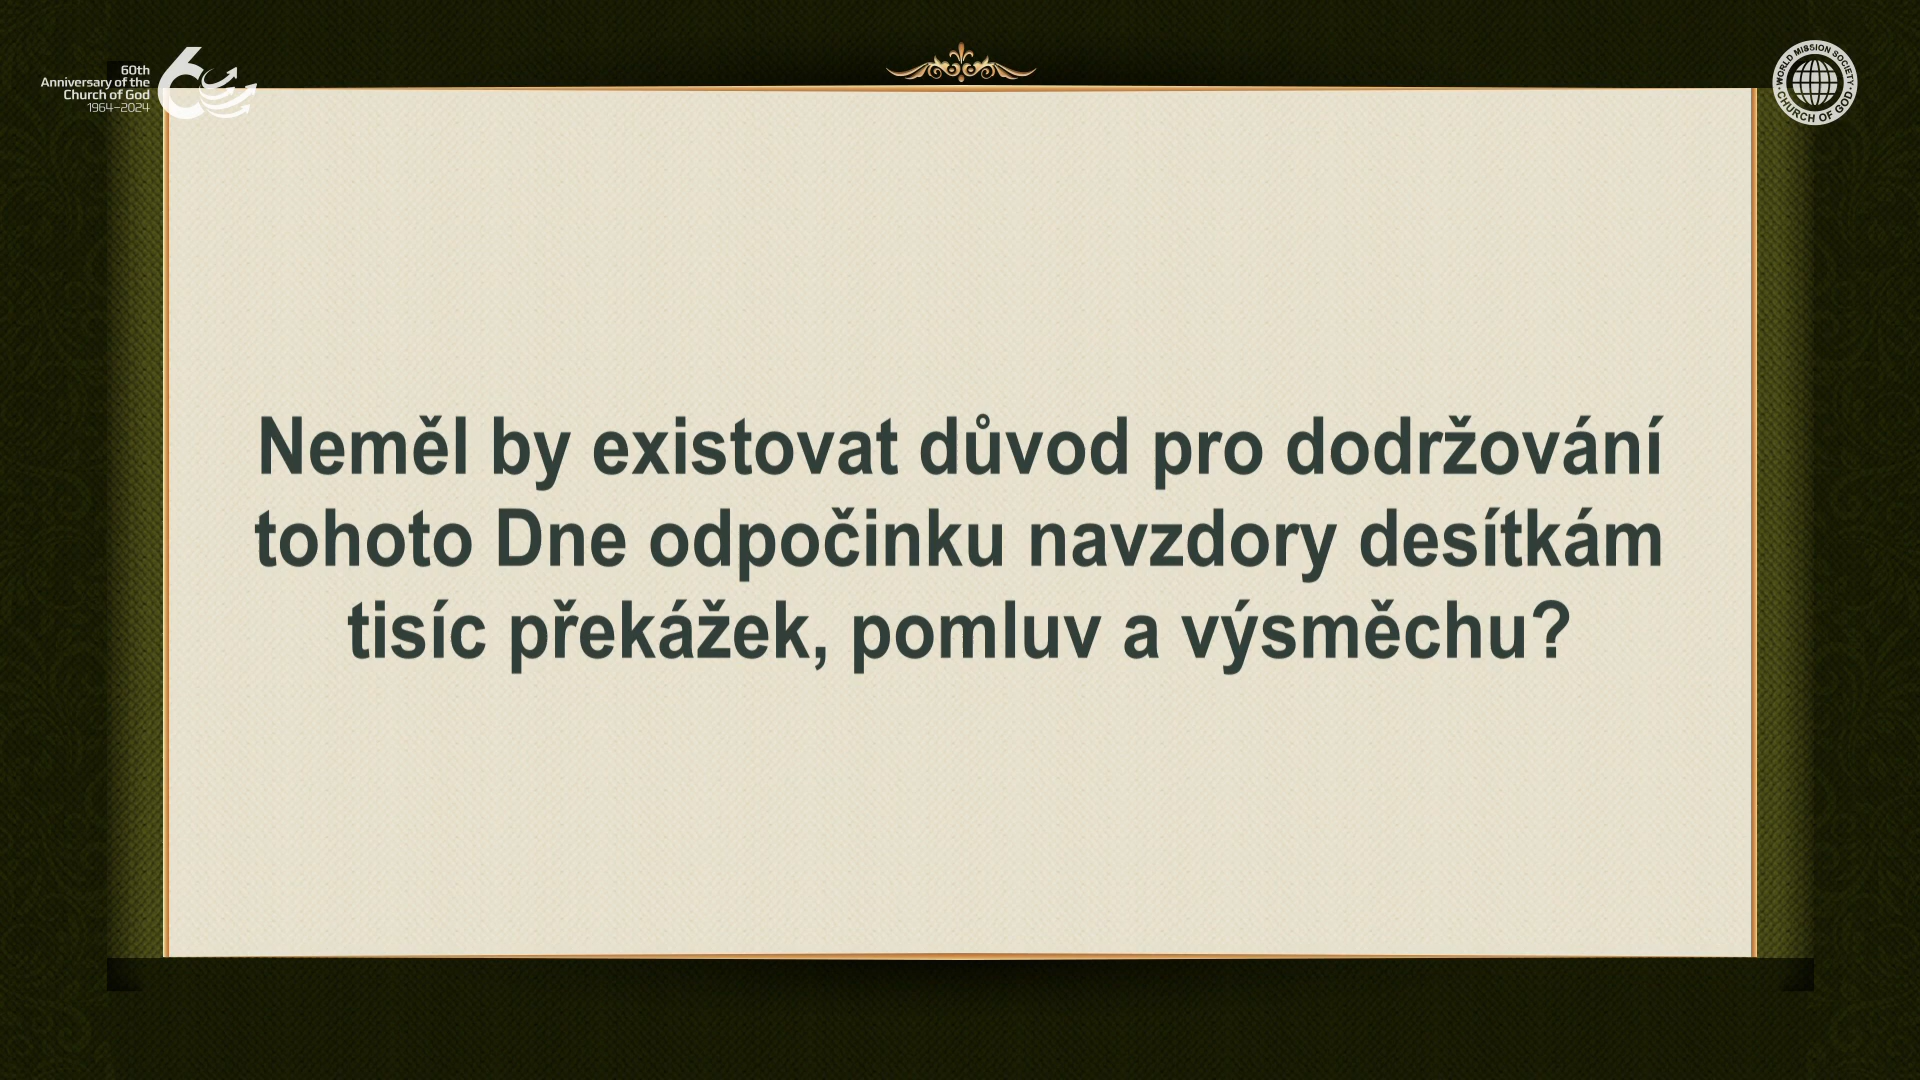 60th
Anniversary of the
Church of God
1964–2024
60
WORLD MISSION SOCIETY
CHURCH OF GOD
Neměl by existovat důvod pro dodržování
tohoto Dne odpočinku navzdory desítkám
tisíc překážek, pomluv a výsměchu?